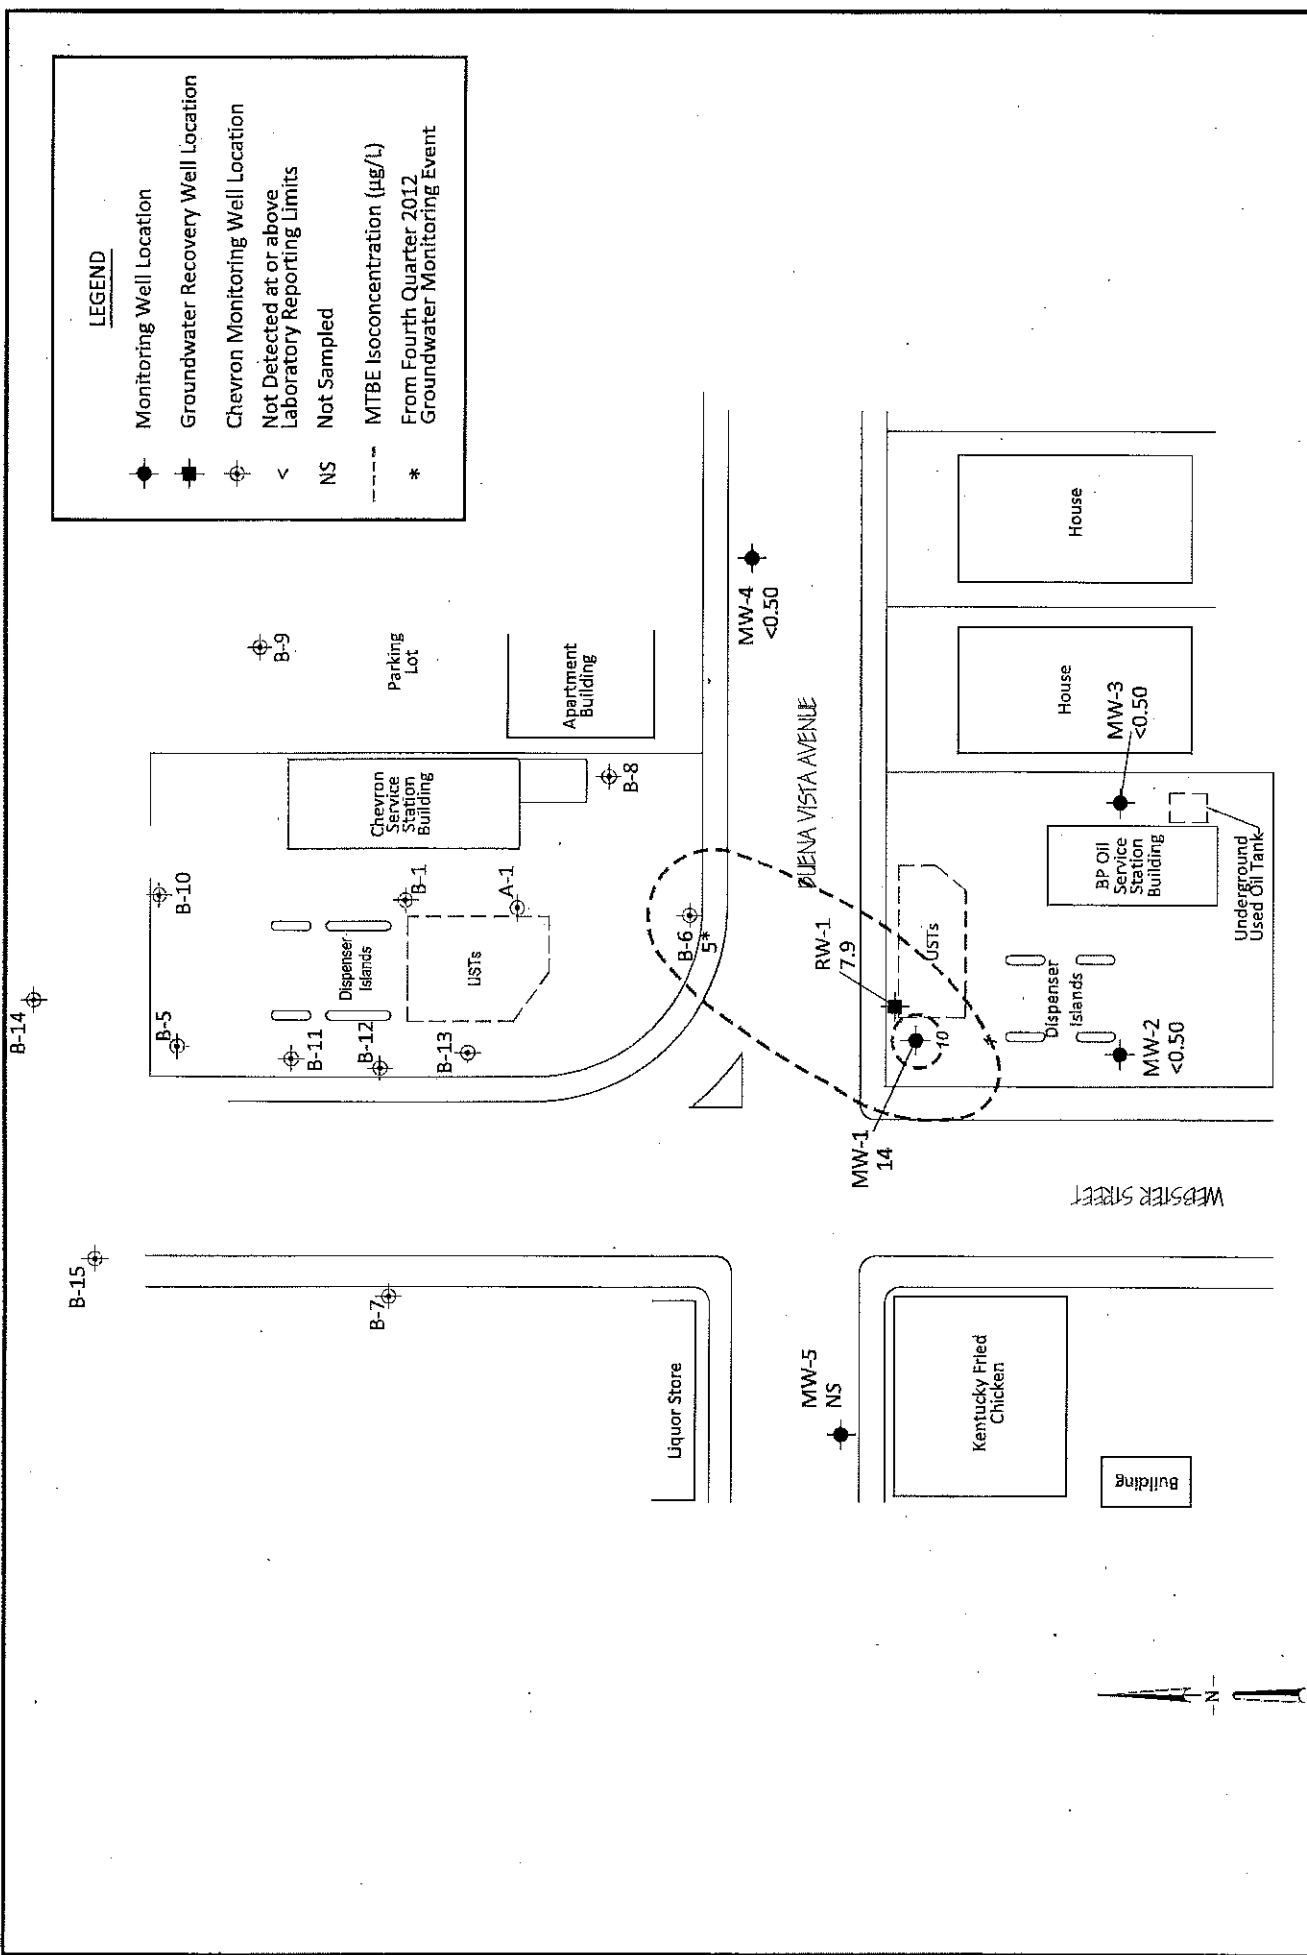 LEGEND
Monitoring Well Location
Groundwater Recovery Well Location
Chevron Monitoring Well Location
<
Not Detected at or above
Laboratory Reporting Limits
NS
Not Sampled
MTBE Isoconcentration (µg/L)
*
From Fourth Quarter 2012
Groundwater Monitoring Event
B-14
B-15
B-5
B-10
B-9
B-11
B-12
B-13
B-7
Dispenser
Islands
USTs
B-1
A-1
Chevron
Service
Station
Building
Parking
Lot
Apartment
Building
B-8
B-6
5*
Liquor Store
MW-4
<0.50
BUENA VISTA AVENUE
MW-5
NS
MW-1
14
RW-1
7.9
10
USTs
Dispenser
Islands
MW-2
<0.50
BP Oil
Service
Station
Building
Underground
Used Oil Tank
MW-3
<0.50
House
House
WEBSTER STREET
Kentucky Fried
Chicken
Building
N